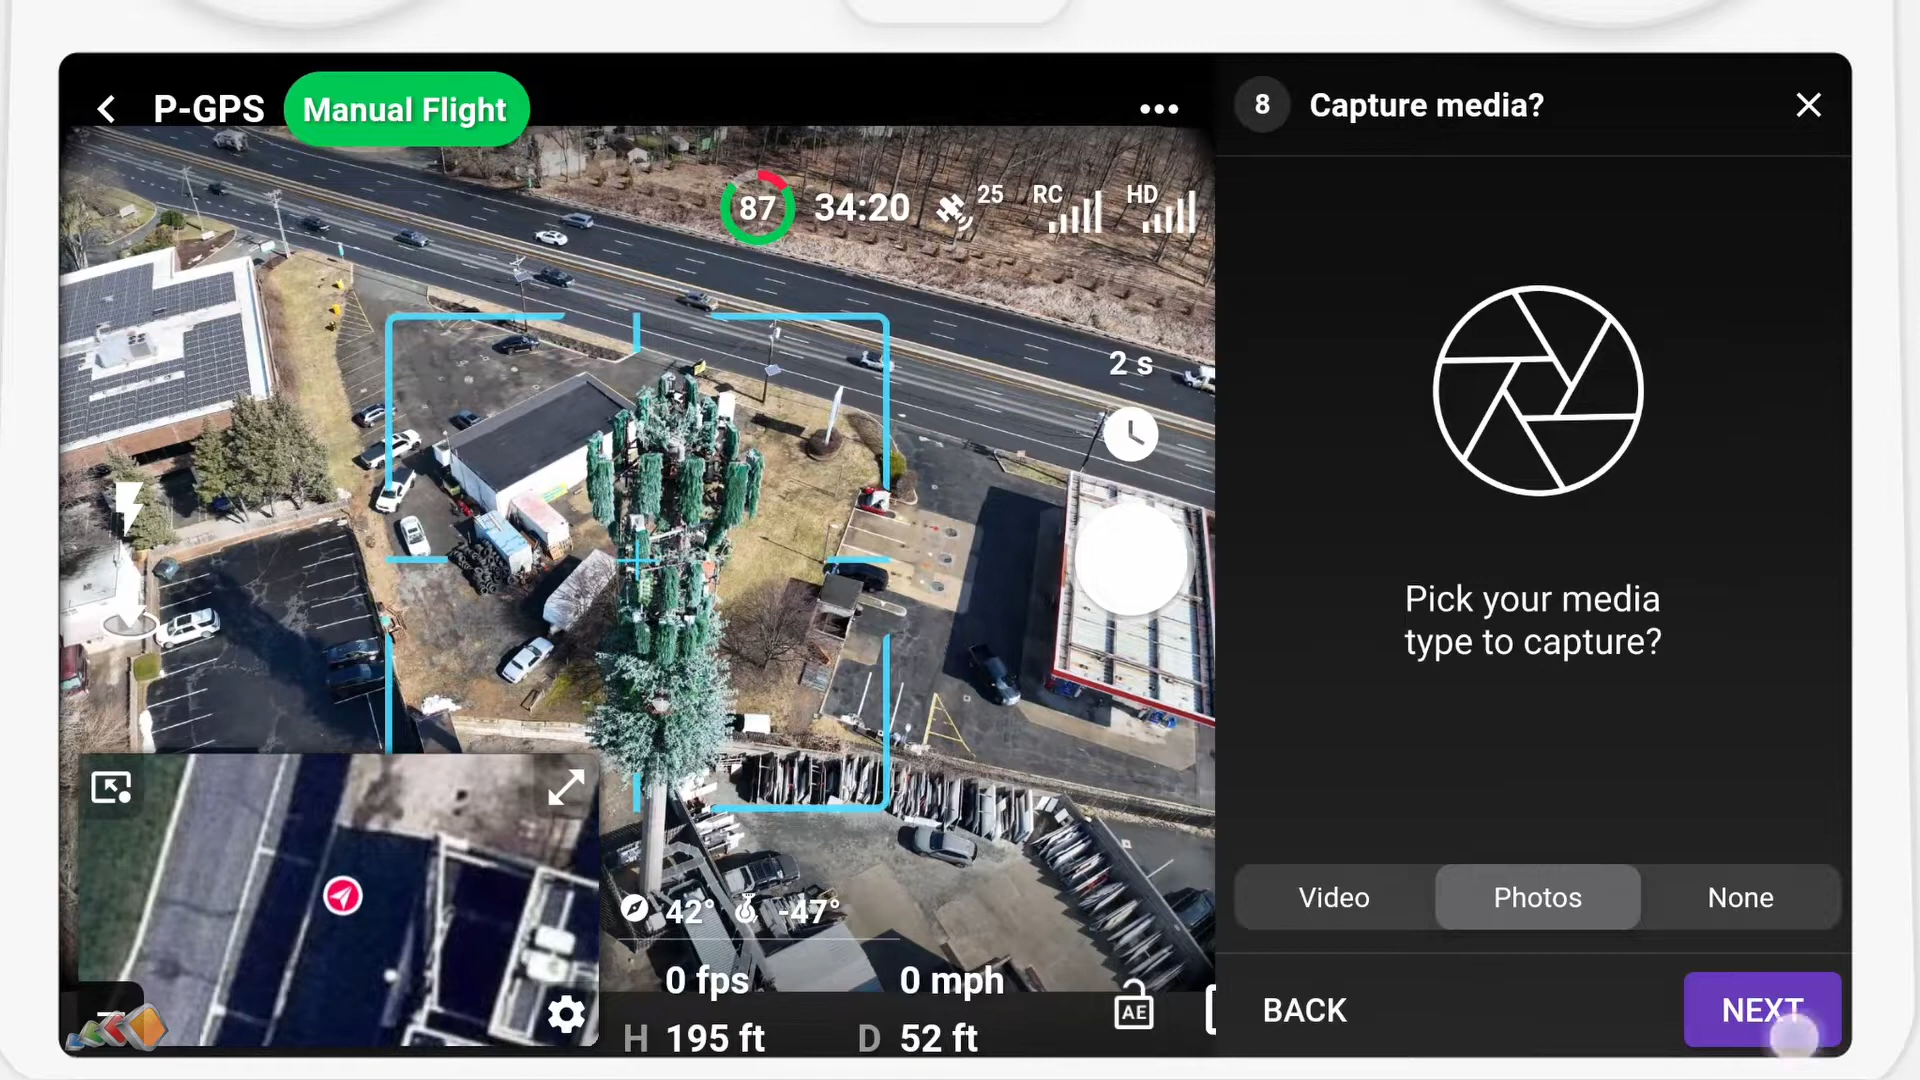 P-GPS
Manual Flight
87
34:20
25
RC
HD
2 s
42°
-47°
0 fps
0 mph
H 195 ft
D 52 ft
AE
8
Capture media?
Pick your media
type to capture?
Video
Photos
None
BACK
NEXT